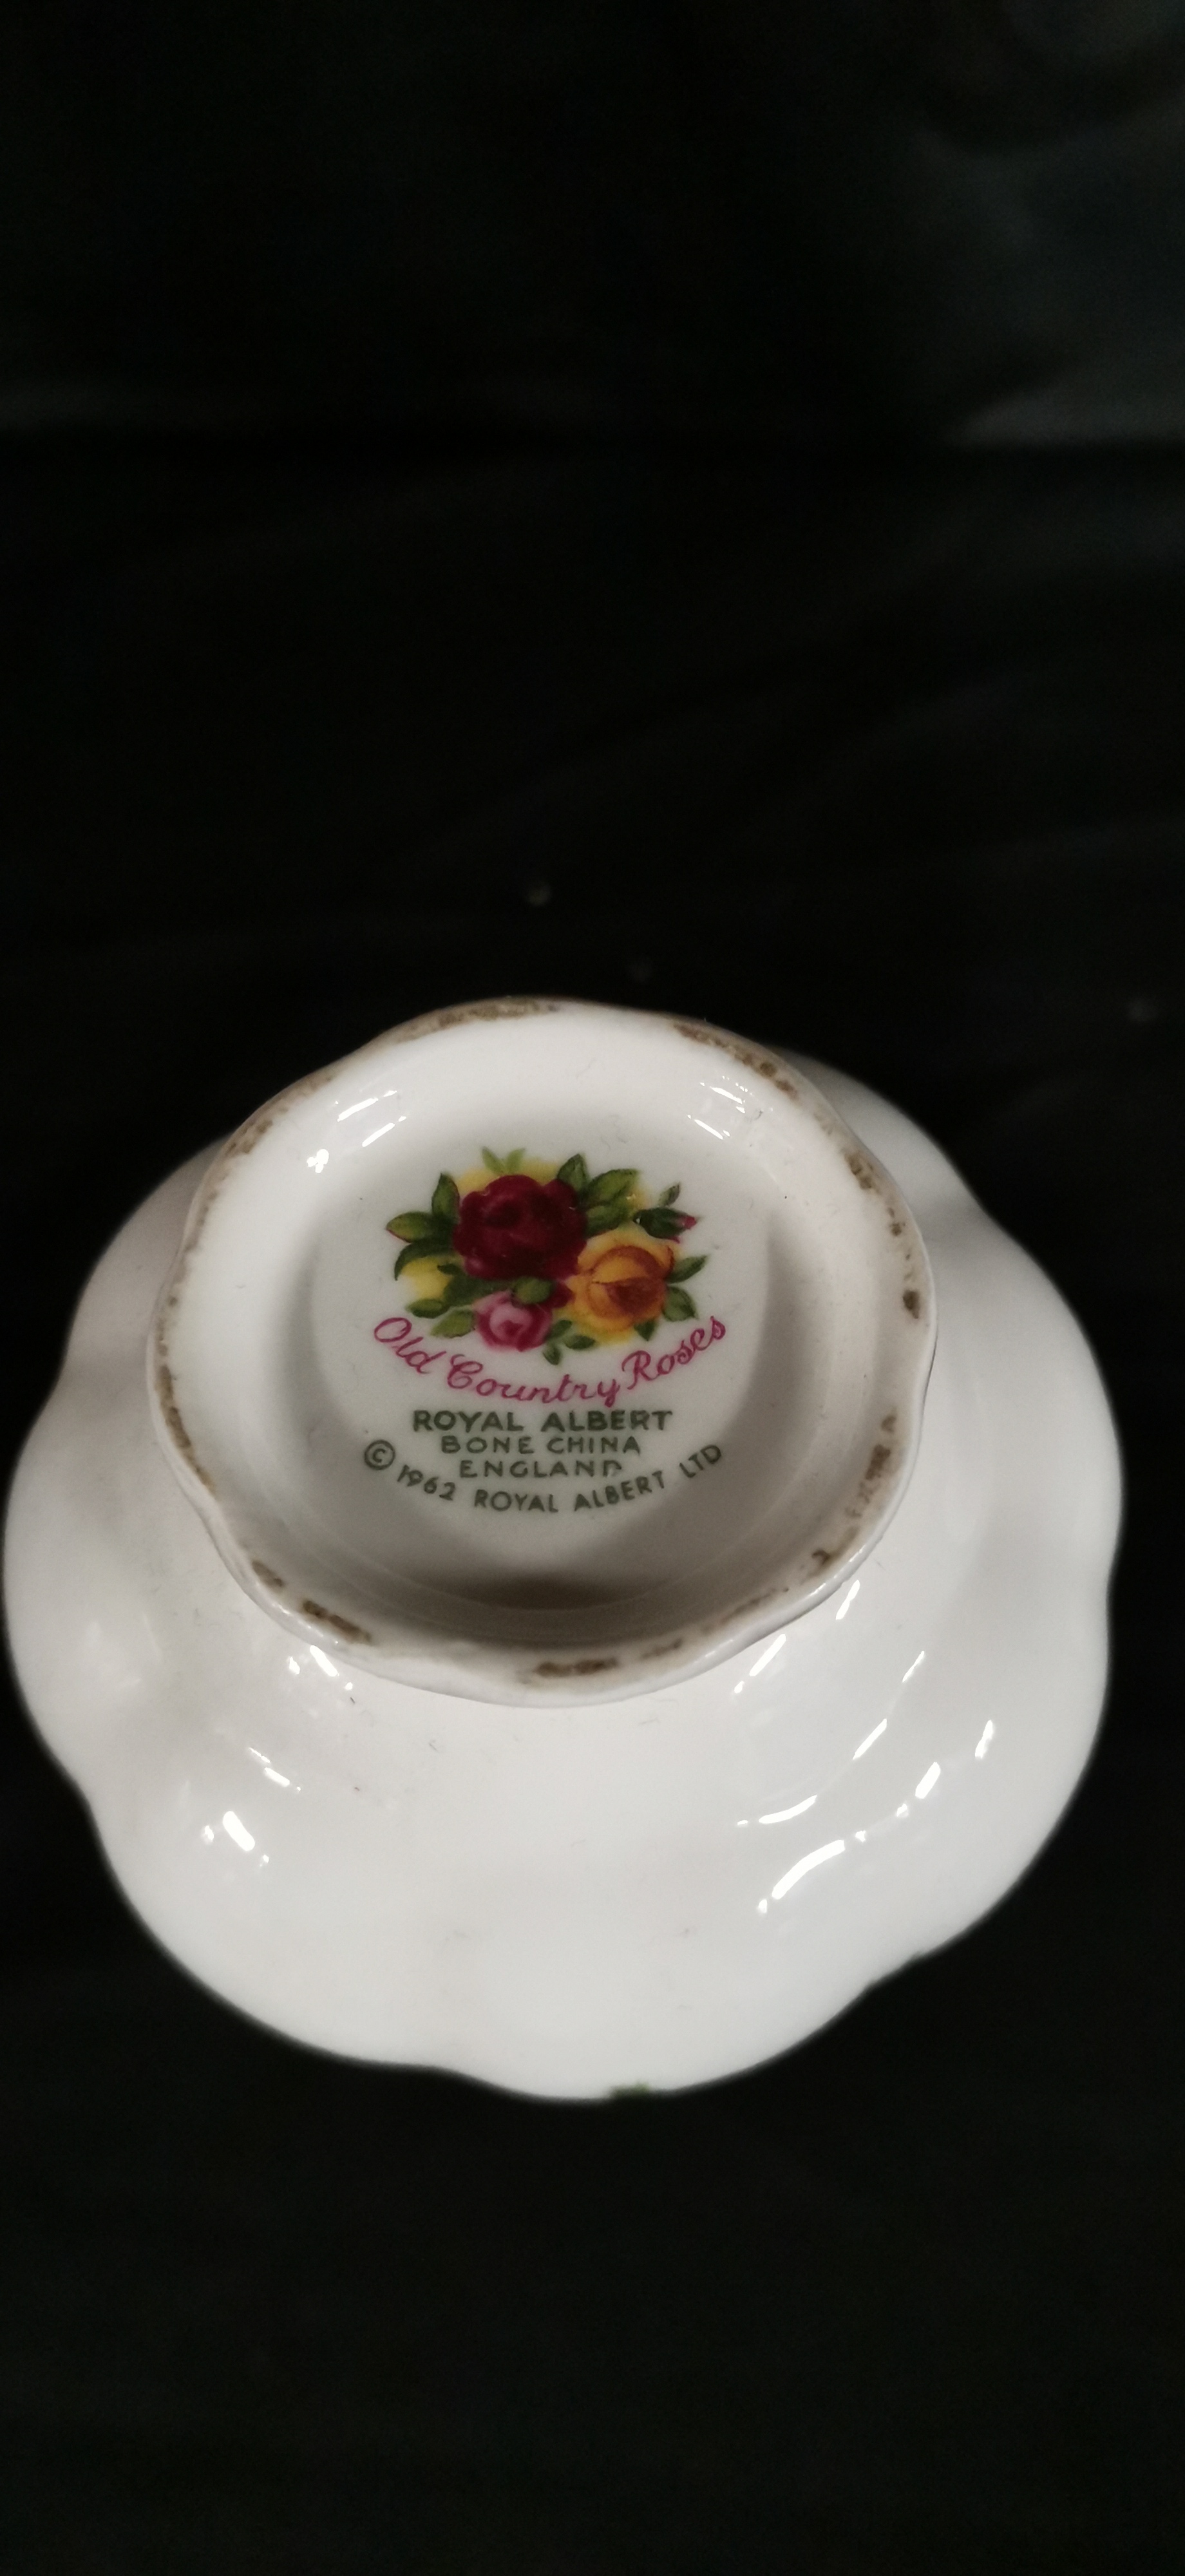 Old Country Roses
ROYAL ALBERT
BONE CHINA
ENGLAND
© 1962 ROYAL ALBERT LTD